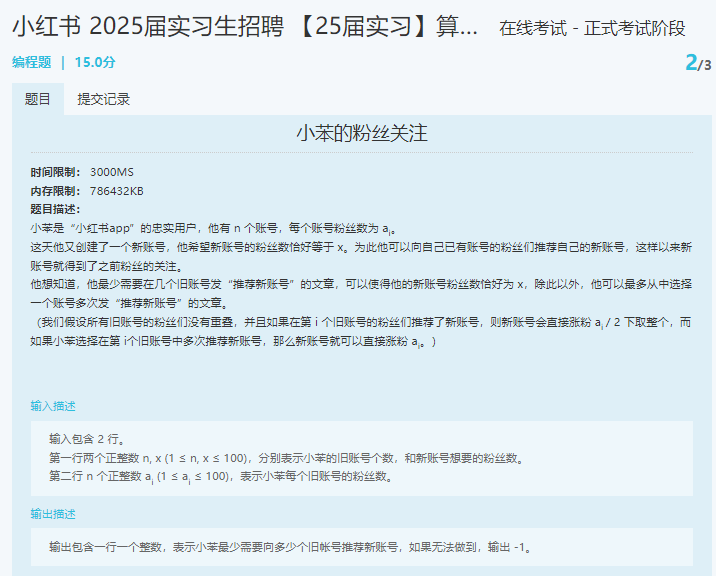 小红书 2025届实习生招聘 【25届实习】算... 在线考试 - 正式考试阶段
编程题 | 15.0分 2/3
题目 提交记录
小苯的粉丝关注
时间限制： 3000MS
内存限制： 786432KB
题目描述：
小苯是“小红书app”的忠实用户，他有 n 个账号，每个账号粉丝数为 ai。
这天他又创建了一个新账号，他希望新账号的粉丝数恰好等于 x。为此他可以向自己已有账号的粉丝们推荐自己的新账号，这样以来新
账号就得到了之前粉丝的关注。
他想知道，他最少需要在几个旧账号发“推荐新账号”的文章，可以使得他的新账号粉丝数恰好为 x，除此以外，他可以最多从中选择
一个账号多次发“推荐新账号”的文章。
（我们假设所有旧账号的粉丝们没有重叠，并且如果在第 i 个旧账号的粉丝们推荐了新账号，则新账号会直接涨粉 ai / 2 下取整个，而
如果小苯选择在第 i个旧账号中多次推荐新账号，那么新账号就可以直接涨粉 ai。）
输入描述
输入包含 2 行。
第一行两个正整数 n, x (1 ≤ n, x ≤ 100)，分别表示小苯的旧账号个数，和新账号想要的粉丝数。
第二行 n 个正整数 ai (1 ≤ ai ≤ 100)，表示小苯每个旧账号的粉丝数。
输出描述
输出包含一行一个整数，表示小苯最少需要向多少个旧帐号推荐新账号，如果无法做到，输出 -1。